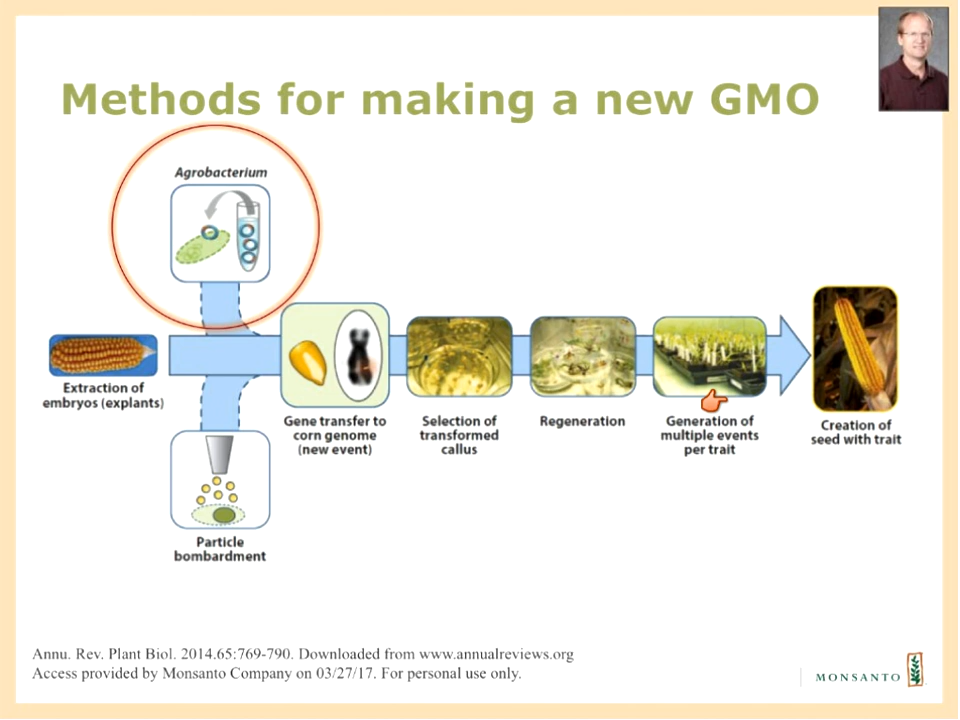 Methods for making a new GMO
Agrobacterium
Extraction of
embryos (explants)
Gene transfer to
corn genome
(new event)
Selection of
transformed
callus
Regeneration
Generation of
multiple events
per trait
Creation of
seed with trait
Particle
bombardment
Annu. Rev. Plant Biol. 2014.65:769-790. Downloaded from www.annualreviews.org
Access provided by Monsanto Company on 03/27/17. For personal use only.
MONSANTO